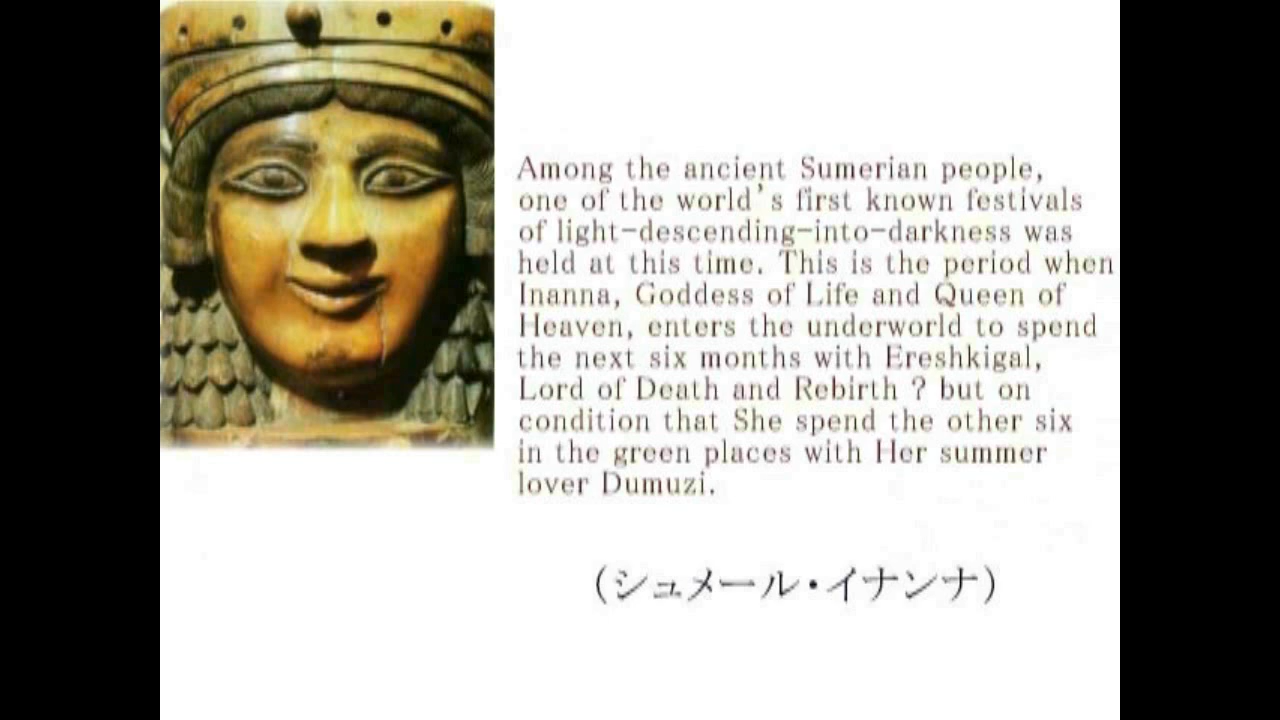 Among the ancient Sumerian people,
one of the world's first known festivals
of light-descending-into-darkness was
held at this time. This is the period when
Inanna, Goddess of Life and Queen of
Heaven, enters the underworld to spend
the next six months with Ereshkigal,
Lord of Death and Rebirth ? but on
condition that She spend the other six
in the green places with Her summer
lover Dumuzi.
(シュメール・イナンナ)